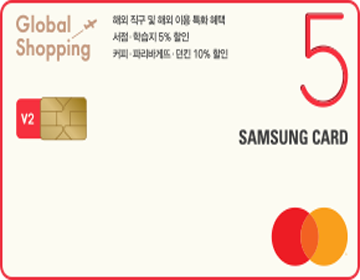 Global
Shopping
해외 직구 및 해외 이용 특화 혜택
서점·학습지 5% 할인
커피·파리바게뜨·던킨 10% 할인
5
V2
SAMSUNG CARD